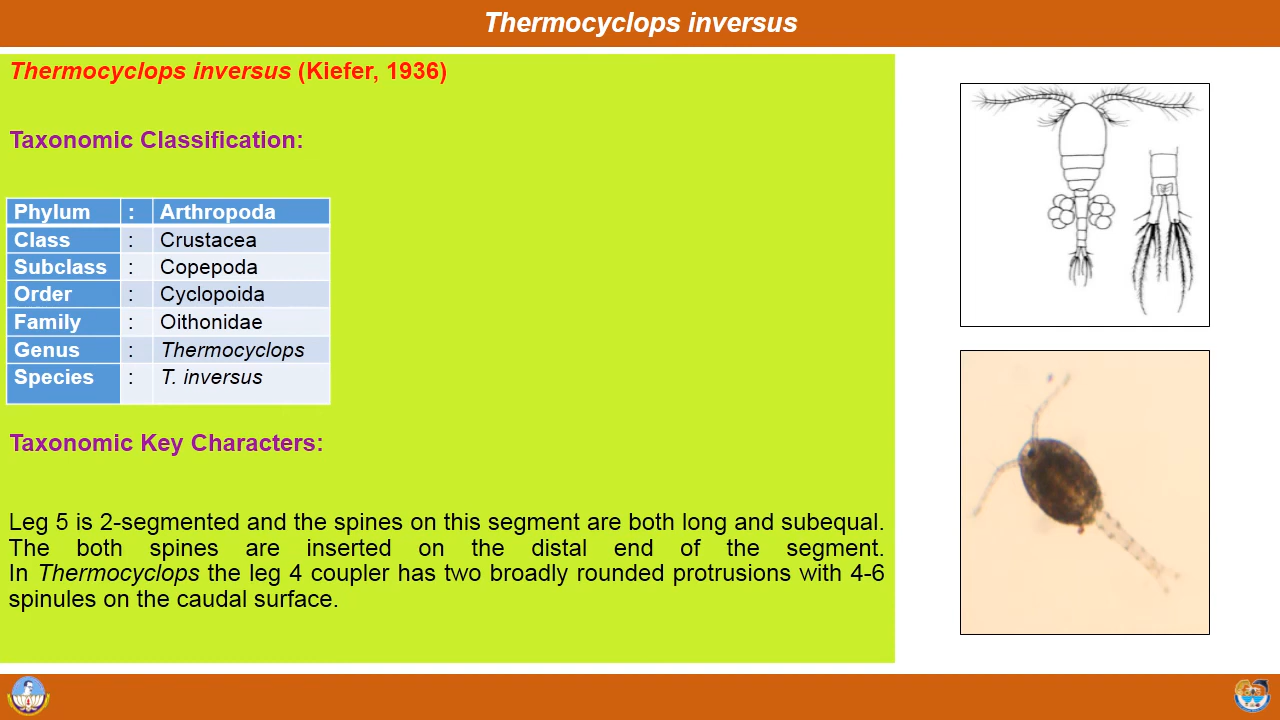 Thermocyclops inversus
Thermocyclops inversus (Kiefer, 1936)
Taxonomic Classification:
Phylum : Arthropoda
Class : Crustacea
Subclass : Copepoda
Order : Cyclopoida
Family : Oithonidae
Genus : Thermocyclops
Species : T. inversus
Taxonomic Key Characters:
Leg 5 is 2-segmented and the spines on this segment are both long and subequal.
The both spines are inserted on the distal end of the segment.
In Thermocyclops the leg 4 coupler has two broadly rounded protrusions with 4-6
spinules on the caudal surface.